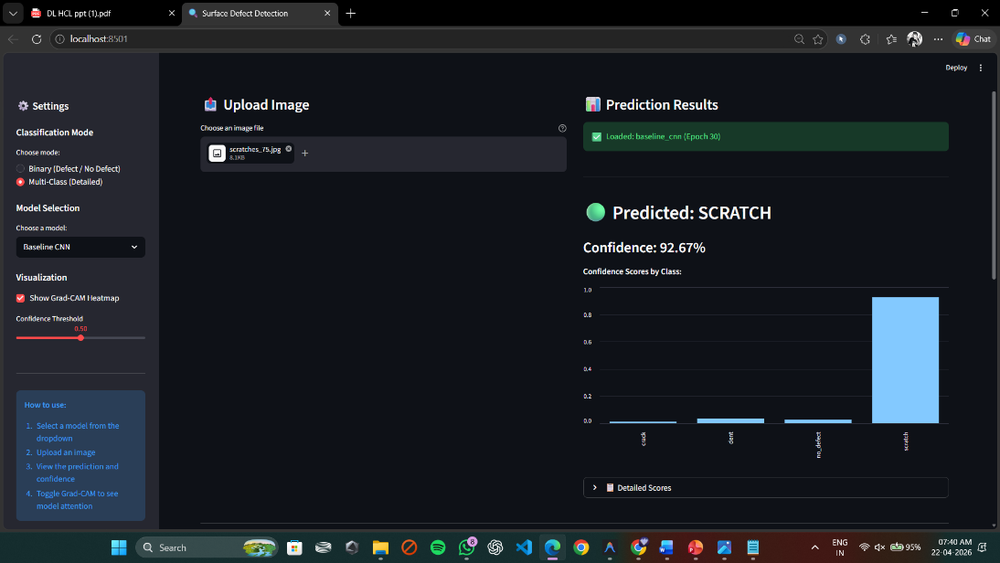 DL HCL ppt (1).pdf
Surface Defect Detection
localhost:8501
Chat
Deploy
Settings
Classification Mode
Choose mode:
Binary (Defect / No Defect)
Multi-Class (Detailed)
Model Selection
Choose a model:
Baseline CNN
Visualization
Show Grad-CAM Heatmap
Confidence Threshold
0.50
How to use:
1. Select a model from the
dropdown
2. Upload an image
3. View the prediction and
confidence
4. Toggle Grad-CAM to see
model attention
Upload Image
Choose an image file
scratches_75.jpg
8.1KB
Prediction Results
Loaded: baseline_cnn (Epoch 30)
Predicted: SCRATCH
Confidence: 92.67%
Confidence Scores by Class:
1.0
0.8
0.6
0.4
0.2
0.0
crack
dent
no_defect
scratch
Detailed Scores
Search
8
ENG
IN
95%
07:40 AM
22-04-2026